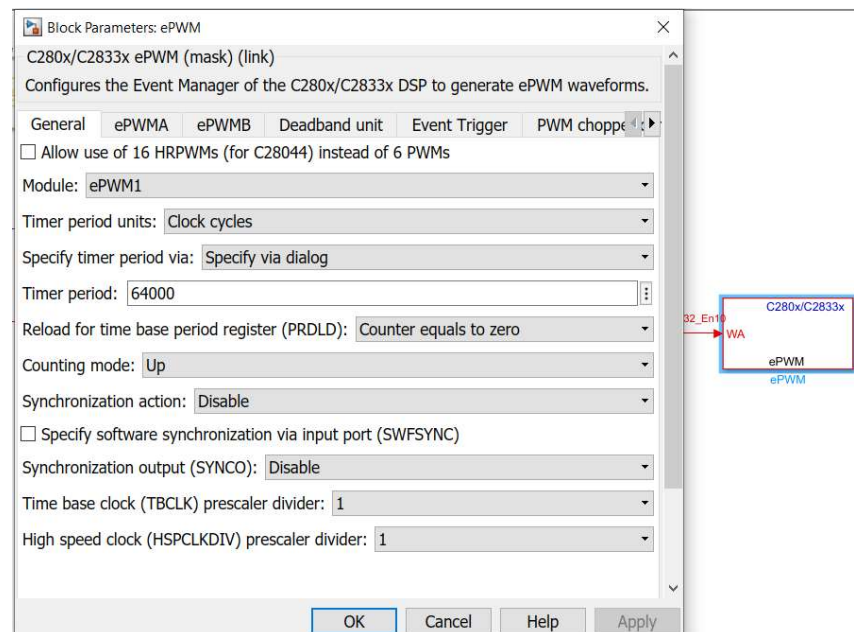 Block Parameters: ePWM
C280x/C2833x ePWM (mask) (link)
Configures the Event Manager of the C280x/C2833x DSP to generate ePWM waveforms.
General ePWMA ePWMB Deadband unit Event Trigger PWM choppe
Allow use of 16 HRPWMs (for C28044) instead of 6 PWMs
Module: ePWM1
Timer period units: Clock cycles
Specify timer period via: Specify via dialog
Timer period: 64000
Reload for time base period register (PRDLD): Counter equals to zero
Counting mode: Up
Synchronization action: Disable
Specify software synchronization via input port (SWFSYNC)
Synchronization output (SYNCO): Disable
Time base clock (TBCLK) prescaler divider: 1
High speed clock (HSPCLKDIV) prescaler divider: 1
OK Cancel Help Apply
C280x/C2833x
32_En10
WA
ePWM
ePWM